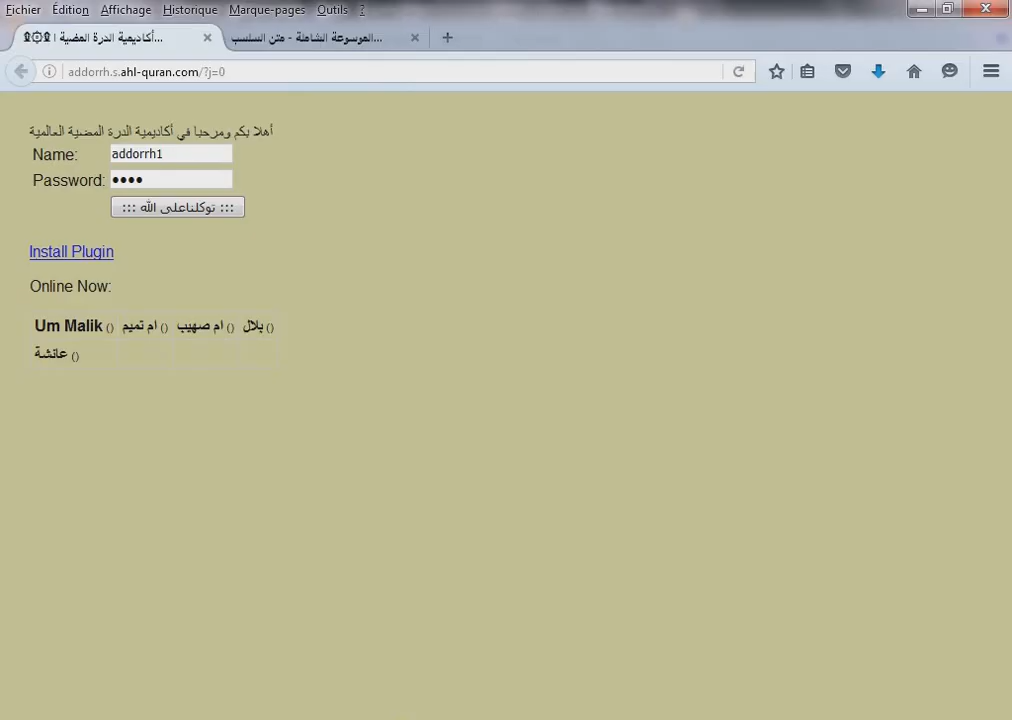 Fichier Édition Affichage Historique Marque-pages Outils ?
۩۞۩ أكاديمية الدرة المضية ا...
الموسوعة الشاملة - متن السلسب...
addorrh.s.ahl-quran.com/?j=0
أهلا بكم ومرحبا في أكاديمية الدرة المضية العالمية
Name: addorrh1
Password: ••••
::: توكلناعلى الله :::
Install Plugin
Online Now:
Um Malik () ام تميم () ام صهيب () بلال ()
عائشة ()